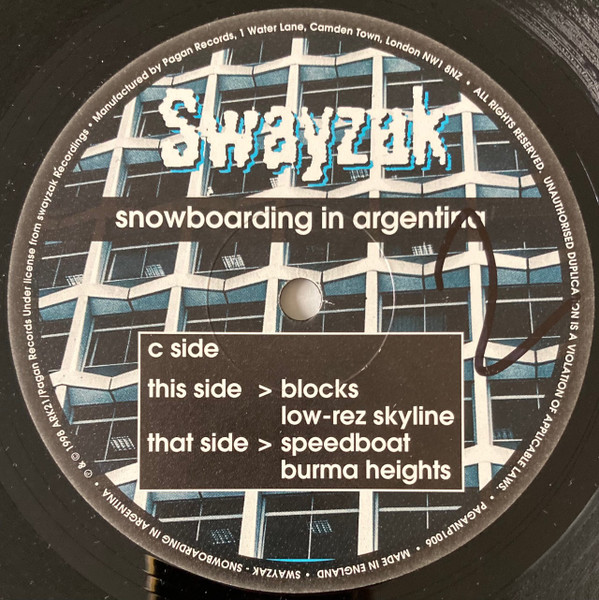 Swayzak
snowboarding in argentina
2
c side
this side > blocks
low-rez skyline
that side > speedboat
burma heights
℗ & © 1998 ARK21/Pagan Records Under license from swayzak Recordings • Manufactured by Pagan Records, 1 Water Lane, Camden Town, London NW1 8NZ • ALL RIGHTS RESERVED. UNAUTHORISED DUPLICATION IS A VIOLATION OF APPLICABLE LAWS. • PAGANLP1006 • MADE IN ENGLAND • SWAYZAK - SNOWBOARDING IN ARGENTINA •